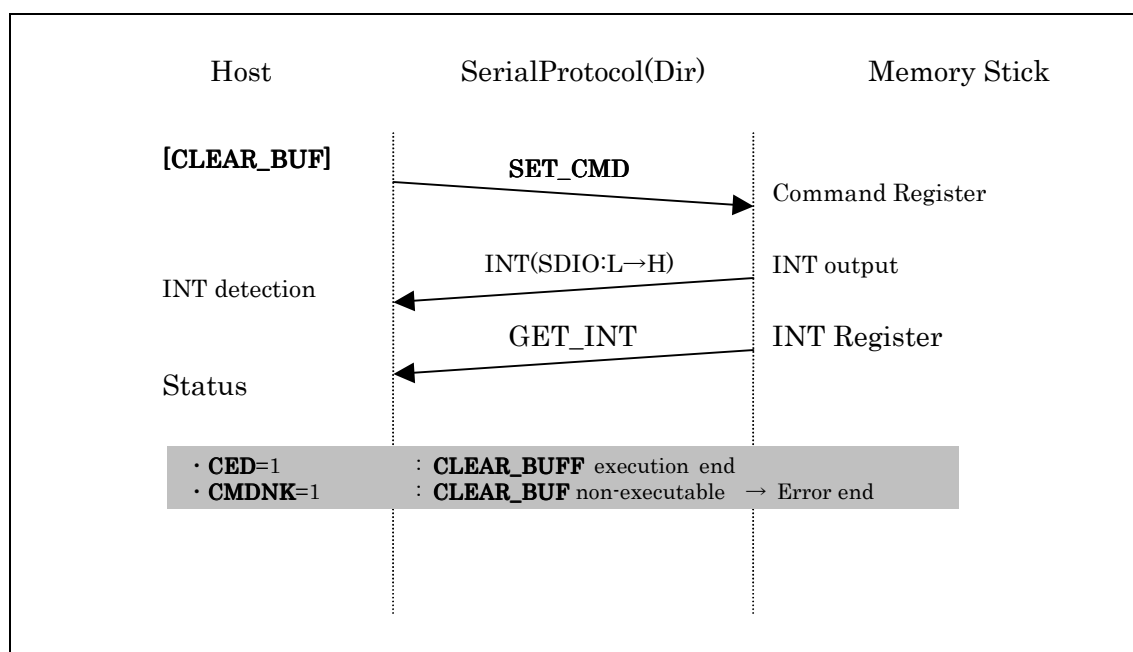 Host SerialProtocol(Dir) Memory Stick
[CLEAR_BUF]
SET_CMD
Command Register
INT(SDIO:L→H) INT output
INT detection
GET_INT INT Register
Status
・CED=1 : CLEAR_BUFF execution end
・CMDNK=1 : CLEAR_BUF non-executable → Error end